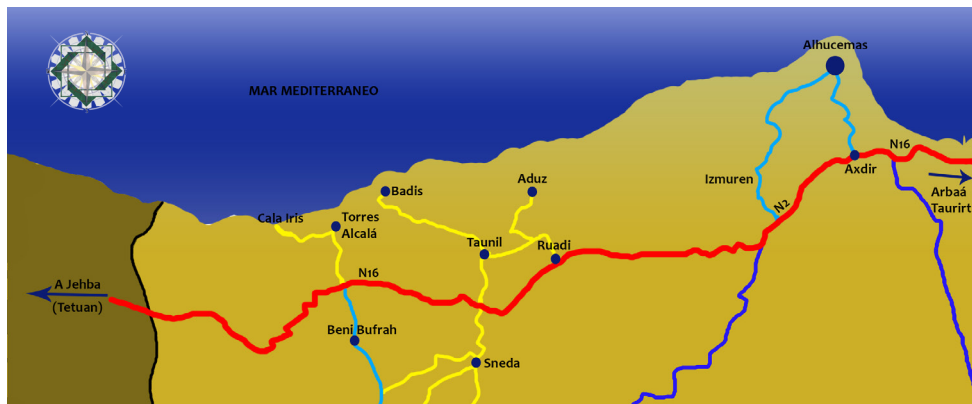 Alhucemas
MAR MEDITERRANEO
N16
Axdir
Izmuren
Arbaá
Taurirt
Badis
Aduz
N2
Cala Iris
Torres
Alcalá
Taunil
Ruadi
N16
A Jehba
(Tetuan)
Beni Bufrah
Sneda